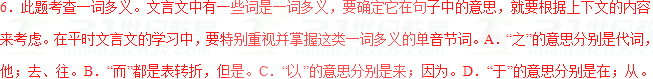 6．此题考查一词多义。文言文中有一些词是一词多义，要确定它在句子中的意思，就要根据上下文的内容
来考虑。在平时文言文的学习中，要特别重视并掌握这类一词多义的单音节词。A．“之”的意思分别是代词，
他；去、往。B．“而”都是表转折，但是。C．“以”的意思分别是来；因为。D．“于”的意思分别是在；从。